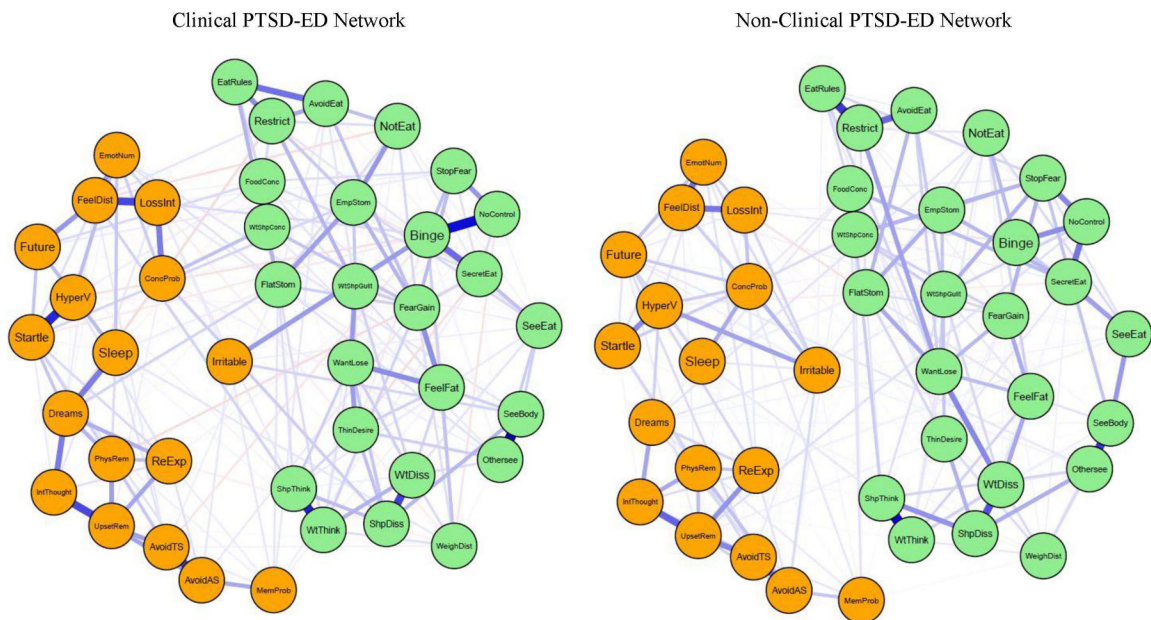 Clinical PTSD-ED Network
EatRules
AvoidEat
Restrict
NotEat
EmotNum
StopFear
FoodConc
FeelDist
LossInt
EmpStom
NoControl
WtShpConc
Binge
Future
SecretEat
ConcProb
FlatStom
WtShpGuilt
HyperV
FearGain
SeeEat
Startle
Sleep
Irritable
WantLose
FeelFat
Dreams
SeeBody
ThinDesire
PhysRem
ReExp
Othersee
WtDiss
ShpThink
IntThought
UpsetRem
ShpDiss
WtThink
AvoidTS
WeighDist
AvoidAS
MemProb
Non-Clinical PTSD-ED Network
EatRules
AvoidEat
Restrict
NotEat
EmotNum
StopFear
FoodConc
FeelDist
LossInt
EmpStom
NoControl
WtShpConc
Binge
Future
SecretEat
ConcProb
FlatStom
WtShpGuilt
HyperV
FearGain
SeeEat
Startle
Sleep
Irritable
WantLose
FeelFat
Dreams
SeeBody
ThinDesire
PhysRem
ReExp
Othersee
WtDiss
ShpThink
IntThought
UpsetRem
ShpDiss
WtThink
AvoidTS
WeighDist
AvoidAS
MemProb